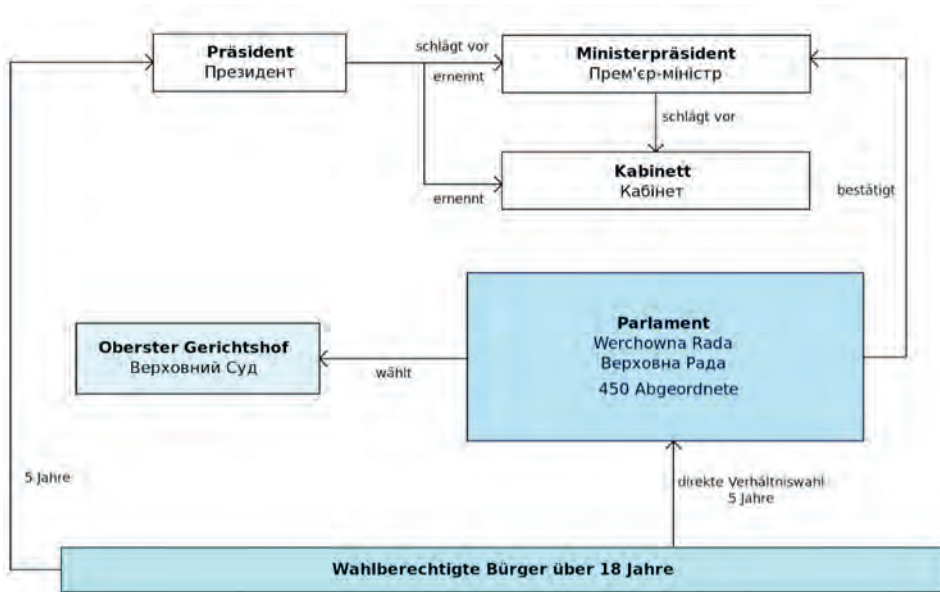 Präsident
Президент
schlägt vor
ernennt
Ministerpräsident
Прем'єр-міністр
schlägt vor
Kabinett
Кабінет
ernennt
bestätigt
Parlament
Werchowna Rada
Верховна Рада
450 Abgeordnete
Oberster Gerichtshof
Верховний Суд
wählt
5 Jahre
direkte Verhältniswahl
5 Jahre
Wahlberechtigte Bürger über 18 Jahre